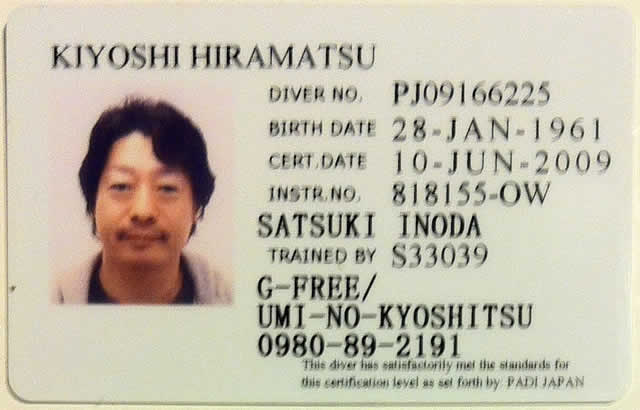 KIYOSHI HIRAMATSU
DIVER NO. PJ09166225
BIRTH DATE 28-JAN-1961
CERT.DATE 10-JUN-2009
INSTR.NO. 818155-OW
SATSUKI INODA
TRAINED BY S33039
G-FREE/
UMI-NO-KYOSHITSU
0980-89-2191
This diver has satisfactorily met the standards for
this certification level as set forth by PADI JAPAN